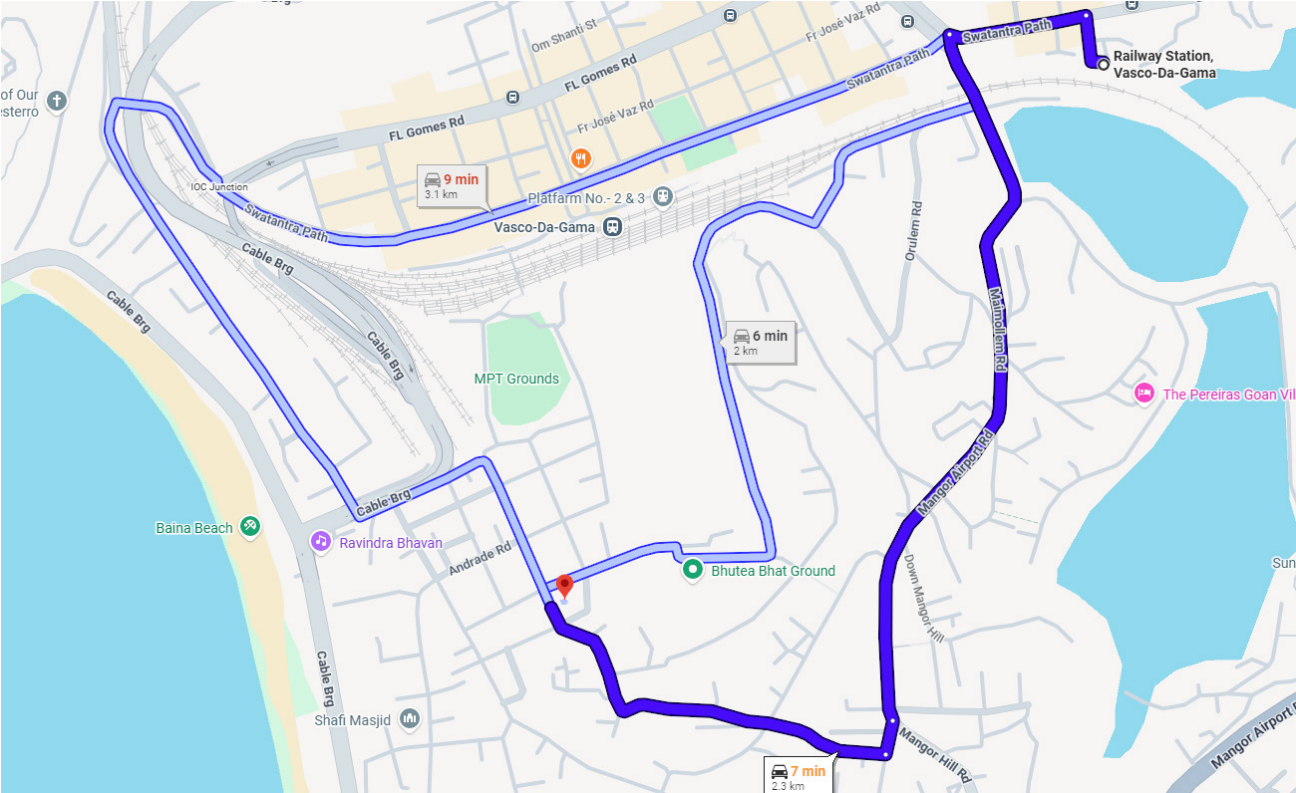 Brg
Swatantra Path
Railway Station,
Vasco-Da-Gama
Fr José Vaz Rd
Om Shanti St
FL Gomes Rd
Swatantra Path
of Our
esterro
Fr José Vaz Rd
FL Gomes Rd
9 min
3.1 km
IOC Junction
Platfarm No.- 2 & 3
Vasco-Da-Gama
Swatantra Path
Orulem Rd
Cable Brg
Cable Brg
Cable Brg
6 min
2 km
Maimollem Rd
MPT Grounds
The Pereiras Goan Vil
Mangor Airport Rd
Cable Brg
Baina Beach
Ravindra Bhavan
Andrade Rd
Bhutea Bhat Ground
Down Mangor Hill
Sun
Cable Brg
Shafi Masjid
Mangor Hill Rd
Mangor Airport R
7 min
2.3 km